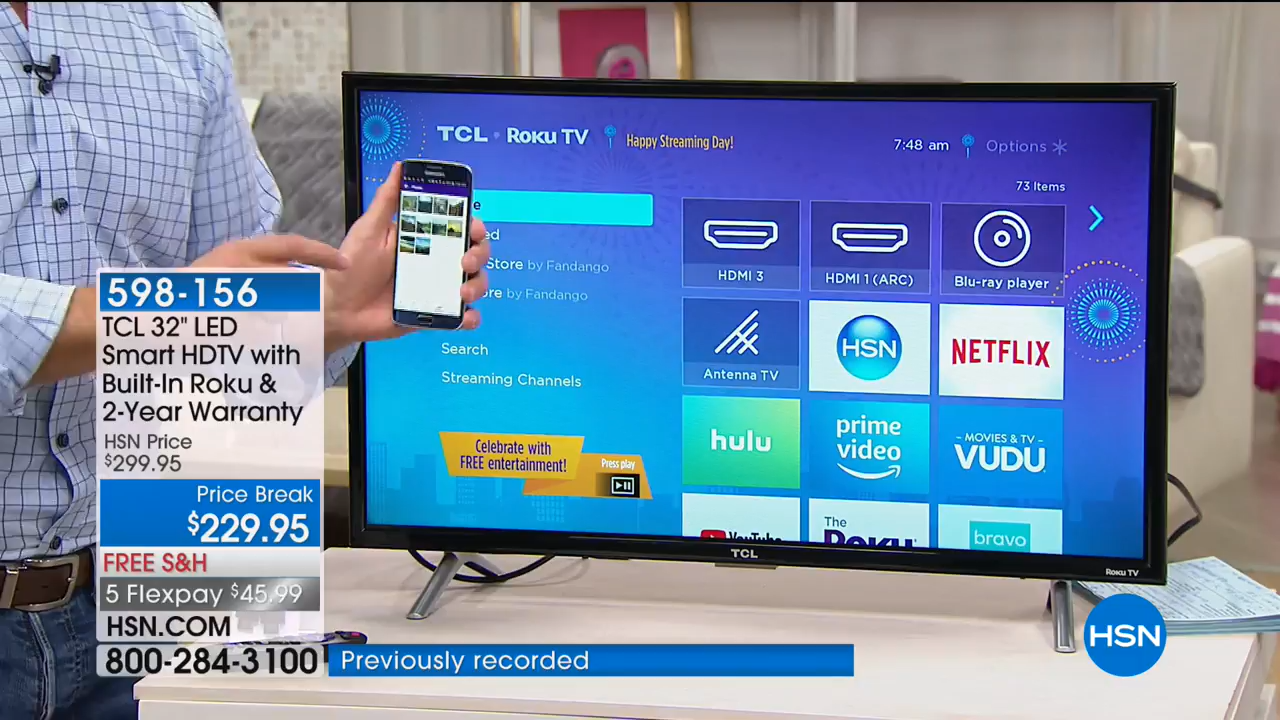 598-156
TCL 32" LED
Smart HDTV with
Built-In Roku &
2-Year Warranty
HSN Price
$299.95
Price Break
$229.95
FREE S&H
5 Flexpay $45.99
HSN.COM
800-284-3100
Previously recorded
HSN
TCL • Roku TV
Happy Streaming Day!
7:48 am
Options
73 Items
e
ed
Store by Fandango
ore by Fandango
Search
Streaming Channels
Celebrate with
FREE entertainment!
Press play
HDMI 3
HDMI 1 (ARC)
Blu-ray player
Antenna TV
HSN
NETFLIX
hulu
prime
video
MOVIES & TV
VUDU
YouTube
The
Roku
bravo
TCL
Roku TV